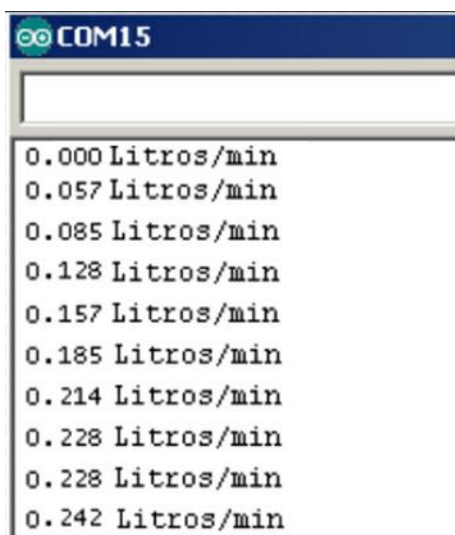 COM15
0.000 Litros/min
0.057 Litros/min
0.085 Litros/min
0.128 Litros/min
0.157 Litros/min
0.185 Litros/min
0.214 Litros/min
0.228 Litros/min
0.228 Litros/min
0.242 Litros/min